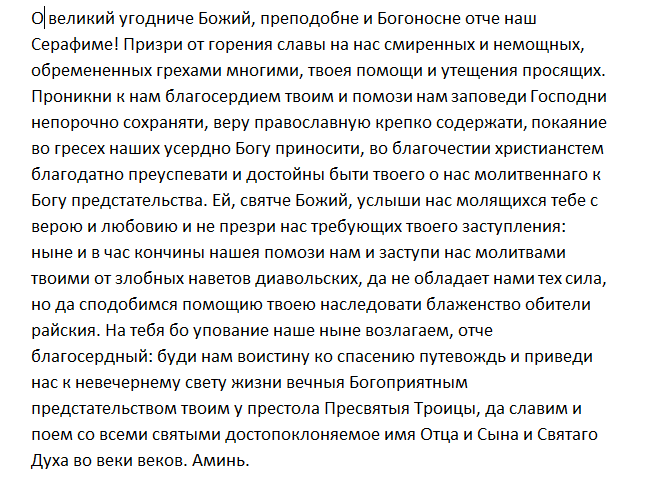 О великий угодниче Божий, преподобне и Богоносне отче наш
Серафиме! Призри от горения славы на нас смиренных и немощных,
обремененных грехами многими, твоея помощи и утещения просящих.
Проникни к нам благосердием твоим и помози нам заповеди Господни
непорочно сохраняти, веру православную крепко содержати, покаяние
во гресех наших усердно Богу приносити, во благочестии христианстем
благодатно преуспевати и достойны быти твоего о нас молитвеннаго к
Богу предстательства. Ей, святче Божий, услыши нас молящихся тебе с
верою и любовию и не презри нас требующих твоего заступления:
ныне и в час кончины нашея помози нам и заступи нас молитвами
твоими от злобных наветов диавольских, да не обладает нами тех сила,
но да сподобимся помощию твоею наследовати блаженство обители
райския. На тебя бо упование наше ныне возлагаем, отче
благосердный: буди нам воистину ко спасению путевождь и приведи
нас к невечернему свету жизни вечныя Богоприятным
предстательством твоим у престола Пресвятыя Троицы, да славим и
поем со всеми святыми достопоклоняемое имя Отца и Сына и Святаго
Духа во веки веков. Аминь.